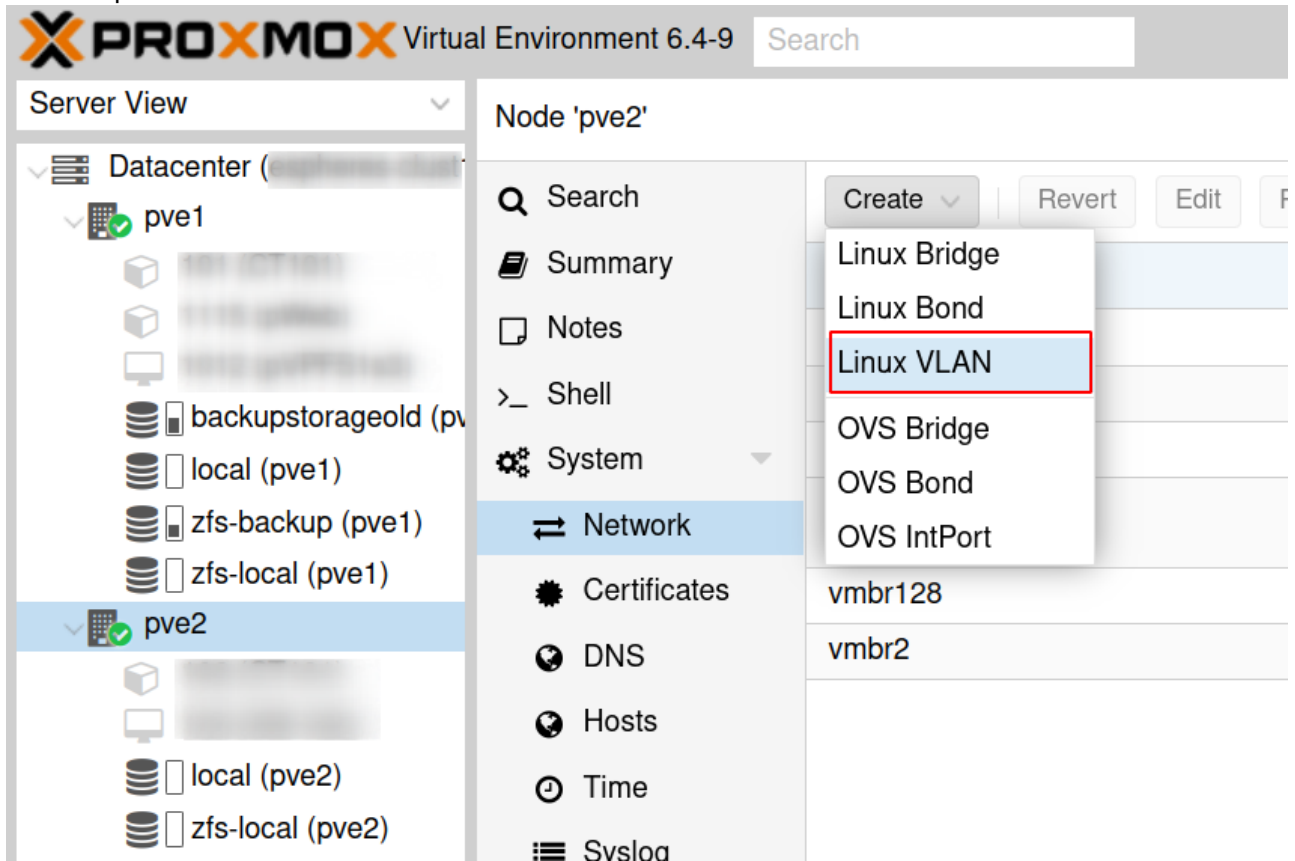 PROXMOX Virtual Environment 6.4-9 Search
Server View
Datacenter (
pve1
backupstorageold (pv
local (pve1)
zfs-backup (pve1)
zfs-local (pve1)
pve2
local (pve2)
zfs-local (pve2)
Node 'pve2'
Search
Summary
Notes
>_ Shell
System
Network
Certificates
DNS
Hosts
Time
Syslog
Create Revert Edit
Linux Bridge
Linux Bond
Linux VLAN
OVS Bridge
OVS Bond
OVS IntPort
vmbr128
vmbr2